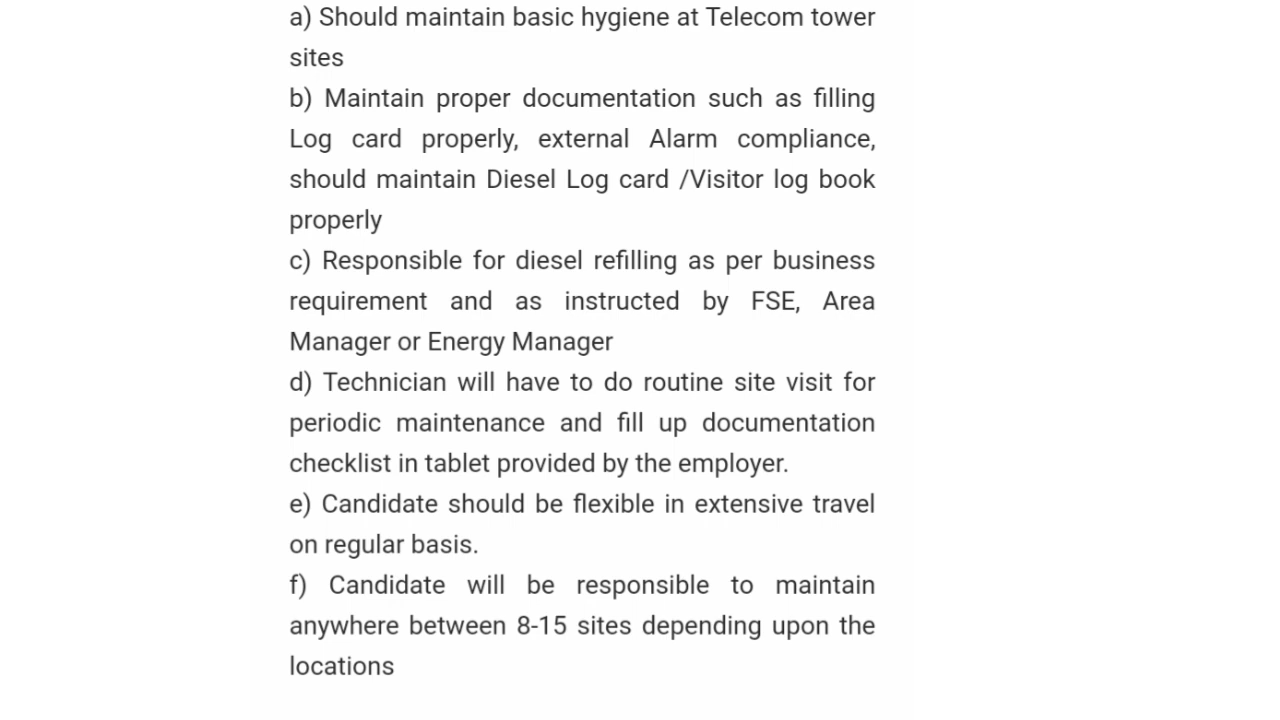 a) Should maintain basic hygiene at Telecom tower
sites
b) Maintain proper documentation such as filling
Log card properly, external Alarm compliance,
should maintain Diesel Log card /Visitor log book
properly
c) Responsible for diesel refilling as per business
requirement and as instructed by FSE, Area
Manager or Energy Manager
d) Technician will have to do routine site visit for
periodic maintenance and fill up documentation
checklist in tablet provided by the employer.
e) Candidate should be flexible in extensive travel
on regular basis.
f) Candidate will be responsible to maintain
anywhere between 8-15 sites depending upon the
locations